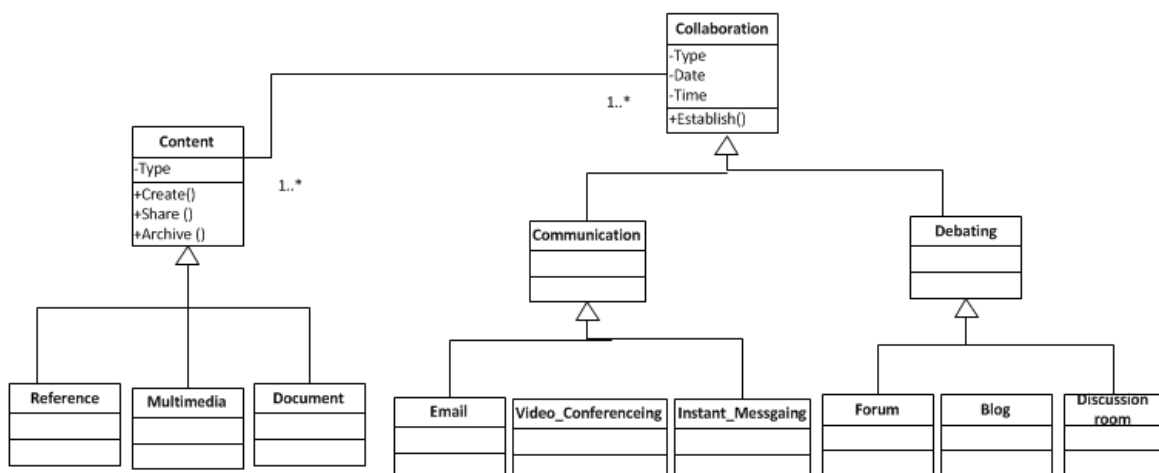 Collaboration
-Type
-Date
-Time
+Establish()
1..*
Content
-Type
+Create()
+Share ()
+Archive ()
1..*
Communication
Debating
Reference
Multimedia
Document
Email
Video_Conferenceing
Instant_Messgaing
Forum
Blog
Discussion
room